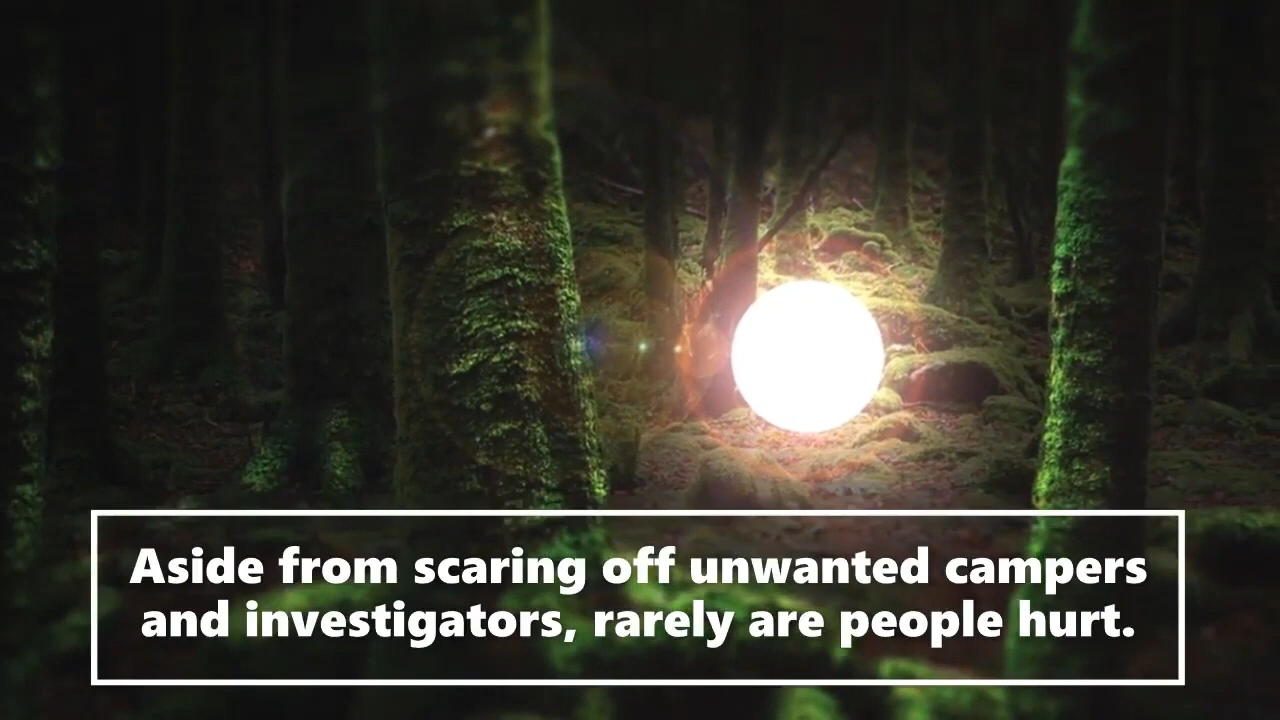 Aside from scaring off unwanted campers
and investigators, rarely are people hurt.